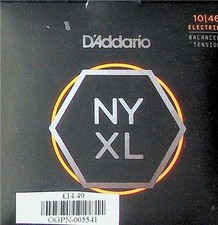 D'Addario
10|46
ELECTRIC
BALANCED
TENSION
NY
XL
£14.49
OGPN-005541